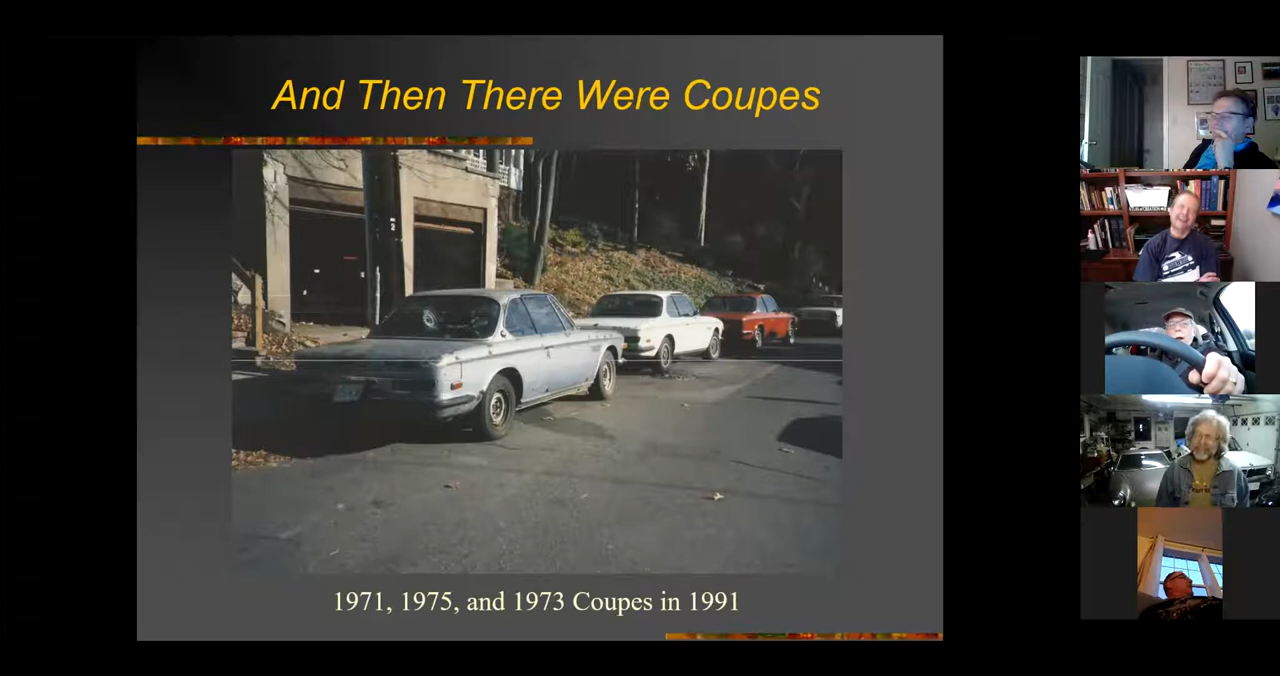 And Then There Were Coupes
1971, 1975, and 1973 Coupes in 1991